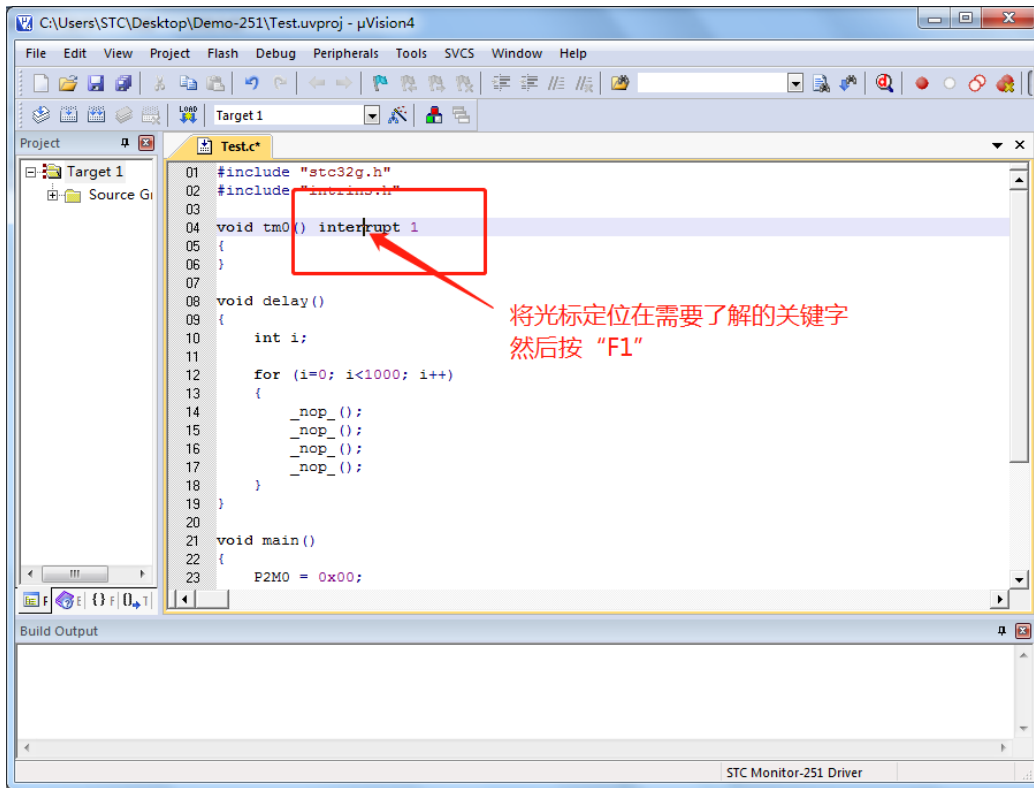 C:\Users\STC\Desktop\Demo-251\Test.uvproj - µVision4
File Edit View Project Flash Debug Peripherals Tools SVCS Window Help
LOAD
Target 1
Project
Test.c*
Target 1
Source
01 #include "stc32g.h"
02 #include "intrins.h"
03
04 void tm0() interrupt 1
05 {
06 }
07
08 void delay()
09 {
10 int i;
11
12 for (i=0; i<1000; i++)
13 {
14 _nop_();
15 _nop_();
16 _nop_();
17 _nop_();
18 }
19 }
20
21 void main()
22 {
23 P2M0 = 0x00;
将光标定位在需要了解的关键字
然后按“F1”
Build Output
STC Monitor-251 Driver